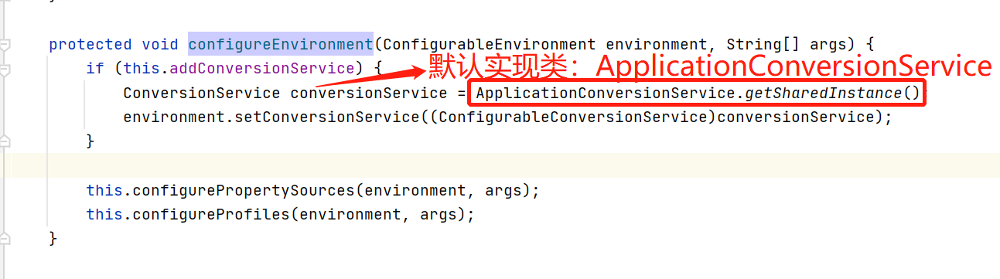 protected void configureEnvironment(ConfigurableEnvironment environment, String[] args) {
if (this.addConversionService) {
默认实现类：ApplicationConversionService
ConversionService conversionService = ApplicationConversionService.getSharedInstance()
environment.setConversionService((ConfigurableConversionService)conversionService);
}
this.configurePropertySources(environment, args);
this.configureProfiles(environment, args);
}